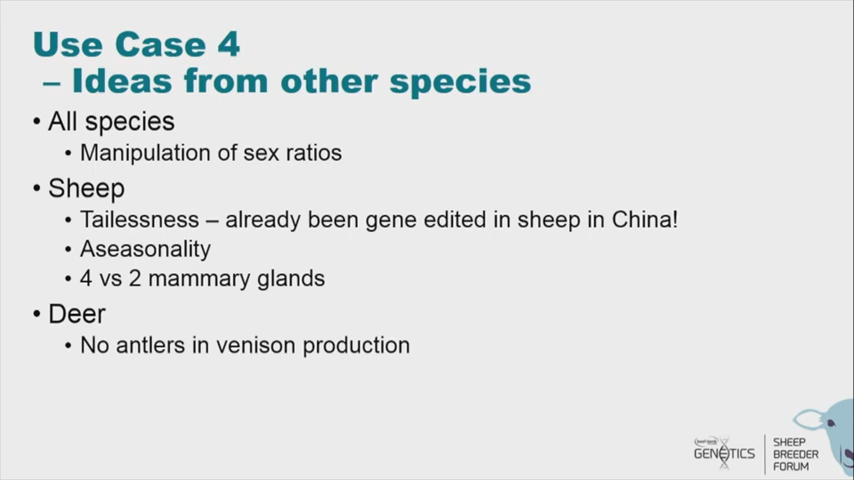 Use Case 4
– Ideas from other species
• All species
• Manipulation of sex ratios
• Sheep
• Tailessness – already been gene edited in sheep in China!
• Aseasonality
• 4 vs 2 mammary glands
• Deer
• No antlers in venison production
GENETICS
SHEEP
BREEDER
FORUM